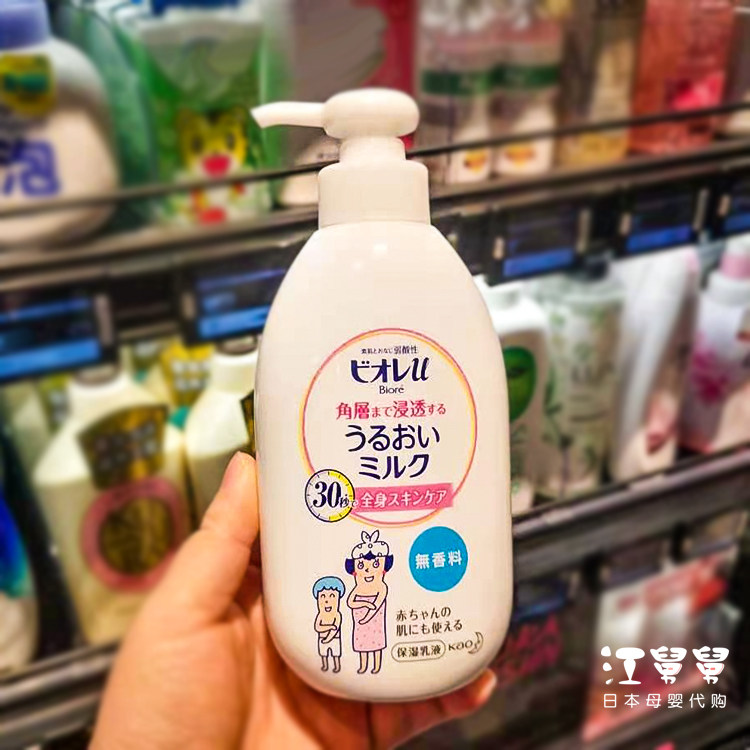 泡
素肌とおなじ弱酸性
ビオレu
Bioré
角層まで浸透する
うるおい
ミルク
30秒で全身スキンケア
無香料
赤ちゃんの
肌にも使える
保湿乳液 Kao
江舅舅
日本母婴代购